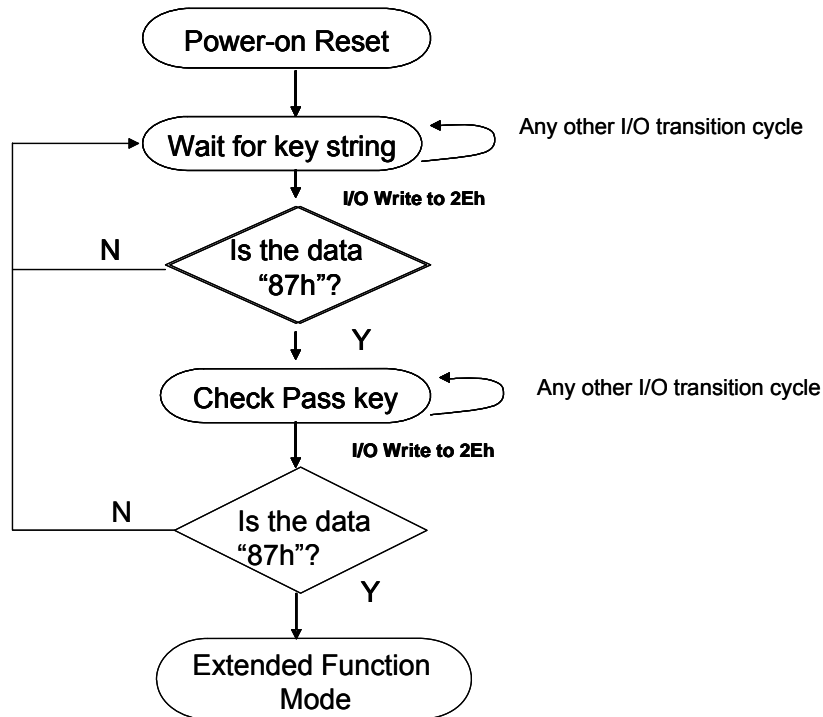 Power-on Reset
Wait for key string
Any other I/O transition cycle
I/O Write to 2Eh
N
Is the data
“87h”?
Y
Check Pass key
Any other I/O transition cycle
I/O Write to 2Eh
N
Is the data
“87h”?
Y
Extended Function
Mode